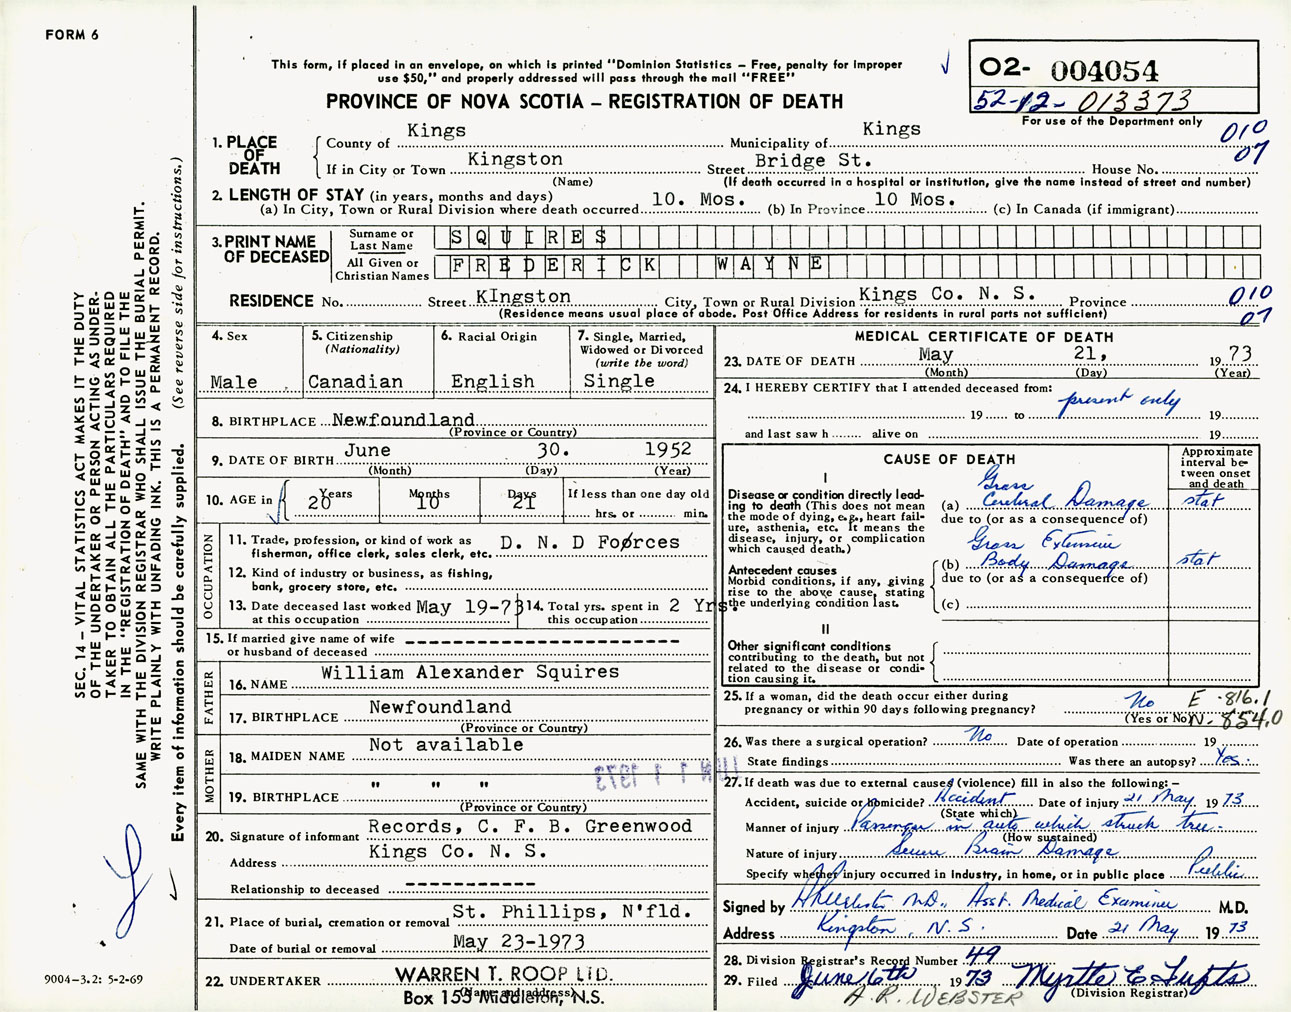 FORM 6
This form, if placed in an envelope, on which is printed "Dominion Statistics – Free, penalty for improper
use $50," and properly addressed will pass through the mail "FREE"
PROVINCE OF NOVA SCOTIA – REGISTRATION OF DEATH
O2- 004054
52-12- 013373
For use of the Department only
010
07
1. PLACE OF DEATH
County of Kings Municipality of Kings
If in City or Town Kingston Street Bridge St. House No.
(Name) (If death occurred in a hospital or institution, give the name instead of street and number)
2. LENGTH OF STAY (in years, months and days)
(a) In City, Town or Rural Division where death occurred 10. Mos. (b) In Province 10 Mos. (c) In Canada (if immigrant)
3. PRINT NAME OF DECEASED
Surname or Last Name SQUIRES
All Given or Christian Names FREDERICK WAYNE
RESIDENCE No. Street KIngston City, Town or Rural Division Kings Co. N. S. Province
(Residence means usual place of abode. Post Office Address for residents in rural parts not sufficient)
010
07
4. Sex
Male
5. Citizenship (Nationality)
Canadian
6. Racial Origin
English
7. Single, Married, Widowed or Divorced (write the word)
Single
8. BIRTHPLACE Newfoundland
(Province or Country)
9. DATE OF BIRTH June 30. 1952
(Month) (Day) (Year)
10. AGE in Years 20 Months 10 Days 21 If less than one day old
hrs. or min.
OCCUPATION
11. Trade, profession, or kind of work as fisherman, office clerk, sales clerk, etc. D. N. D Foørces
12. Kind of industry or business, as fishing, bank, grocery store, etc.
13. Date deceased last worked at this occupation May 19-73
14. Total yrs. spent in this occupation 2 Yrs.
15. If married give name of wife or husband of deceased
FATHER
16. NAME William Alexander Squires
17. BIRTHPLACE Newfoundland
(Province or Country)
MOTHER
18. MAIDEN NAME Not available
19. BIRTHPLACE " " "
(Province or Country)
JUN 11 1973
20. Signature of informant Records, C. F. B. Greenwood
Address Kings Co. N. S.
Relationship to deceased
21. Place of burial, cremation or removal St. Phillips, N'fld.
Date of burial or removal May 23-1973
22. UNDERTAKER WARREN T. ROOP LTD.
Box 153 Middleton, N.S.
(Name and address)
MEDICAL CERTIFICATE OF DEATH
23. DATE OF DEATH May 21, 19 73
(Month) (Day) (Year)
24. I HEREBY CERTIFY that I attended deceased from:
19 to present only 19
and last saw h alive on 19
CAUSE OF DEATH
Approximate interval between onset and death
I
Disease or condition directly leading to death (This does not mean the mode of dying, e.g., heart failure, asthenia, etc. It means the disease, injury, or complication which caused death.)
(a) Gross Cerebral Damage stat
due to (or as a consequence of)
Antecedent causes
Morbid conditions, if any, giving rise to the above cause, stating the underlying condition last.
(b) Gross Extensive Body Damage stat
due to (or as a consequence of)
(c)
II
Other significant conditions
contributing to the death, but not related to the disease or condition causing it.
25. If a woman, did the death occur either during pregnancy or within 90 days following pregnancy? No
(Yes or No)
E -816.1
N- 854.0
26. Was there a surgical operation? No Date of operation 19
State findings Was there an autopsy? Yes.
27. If death was due to external causes (violence) fill in also the following: –
Accident, suicide or homicide? Accident Date of injury 21 May 19 73
(State which)
Manner of injury Passenger in auto which struck tree.
(How sustained)
Nature of injury Severe Brain Damage
Specify whether injury occurred in industry, in home, or in public place Public
Signed by M.D., Asst. Medical Examiner M.D.
Address Kingston, N.S. Date 21 May 19 73
28. Division Registrar's Record Number 49
29. Filed June 6th 19 73 Myrtle E. Tufts
(Division Registrar)
A.R. WEBSTER
SEC. 14 – VITAL STATISTICS ACT MAKES IT THE DUTY
OF THE UNDERTAKER OR PERSON ACTING AS UNDER-
TAKER TO OBTAIN ALL THE PARTICULARS REQUIRED
IN THE "REGISTRATION OF DEATH" AND TO FILE THE
SAME WITH THE DIVISION REGISTRAR WHO SHALL ISSUE THE BURIAL PERMIT.
WRITE PLAINLY WITH UNFADING INK. THIS IS A PERMANENT RECORD.
Every item of information should be carefully supplied. (See reverse side for instructions.)
9004-3.2: 5-2-69